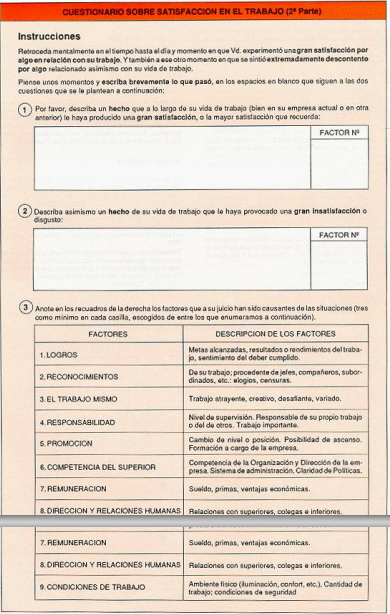 CUESTIONARIO SOBRE SATISFACCION EN EL TRABAJO (2ª Parte)
Instrucciones
Retroceda mentalmente en el tiempo hasta el día y momento en que Vd. experimentó una gran satisfacción por
algo en relación con su trabajo. Y también a ese otro momento en que se sintió extremadamente descontento
por algo relacionado asimismo con su vida de trabajo.
Piense unos momentos y escriba brevemente lo que pasó, en los espacios en blanco que siguen a las dos
cuestiones que se le plantean a continuación:
1 Por favor, describa un hecho que a lo largo de su vida de trabajo (bien en su empresa actual o en otra
anterior) le haya producido una gran satisfacción, o la mayor satisfacción que recuerda:
FACTOR Nº
2 Describa asimismo un hecho de su vida de trabajo que le haya provocado una gran insatisfacción o
disgusto:
FACTOR Nº
3 Anote en los recuadros de la derecha los factores que a su juicio han sido causantes de las situaciones (tres
como mínimo en cada casilla, escogidos de entre los que enumeramos a continuación).
FACTORES DESCRIPCION DE LOS FACTORES
1. LOGROS Metas alcanzadas, resultados o rendimientos del traba-
jo, sentimiento del deber cumplido.
2. RECONOCIMIENTOS De su trabajo; procedente de jefes, compañeros, subor-
dinados, etc.: elogios, censuras.
3. EL TRABAJO MISMO Trabajo atrayente, creativo, desafiante, variado.
4. RESPONSABILIDAD Nivel de supervisión. Responsable de su propio trabajo
o del de otros. Trabajo importante.
5. PROMOCION Cambio de nivel o posición. Posibilidad de ascenso.
Formación a cargo de la empresa.
6. COMPETENCIA DEL SUPERIOR Competencia de la Organización y Dirección de la em-
presa. Sistema de administración. Claridad de Políticas.
7. REMUNERACION Sueldo, primas, ventajas económicas.
8. DIRECCION Y RELACIONES HUMANAS Relaciones con superiores, colegas e inferiores.
7. REMUNERACION Sueldo, primas, ventajas económicas.
8. DIRECCION Y RELACIONES HUMANAS Relaciones con superiores, colegas e inferiores.
9. CONDICIONES DE TRABAJO Ambiente físico (iluminación, confort, etc.). Cantidad de
trabajo; condiciones de seguridad